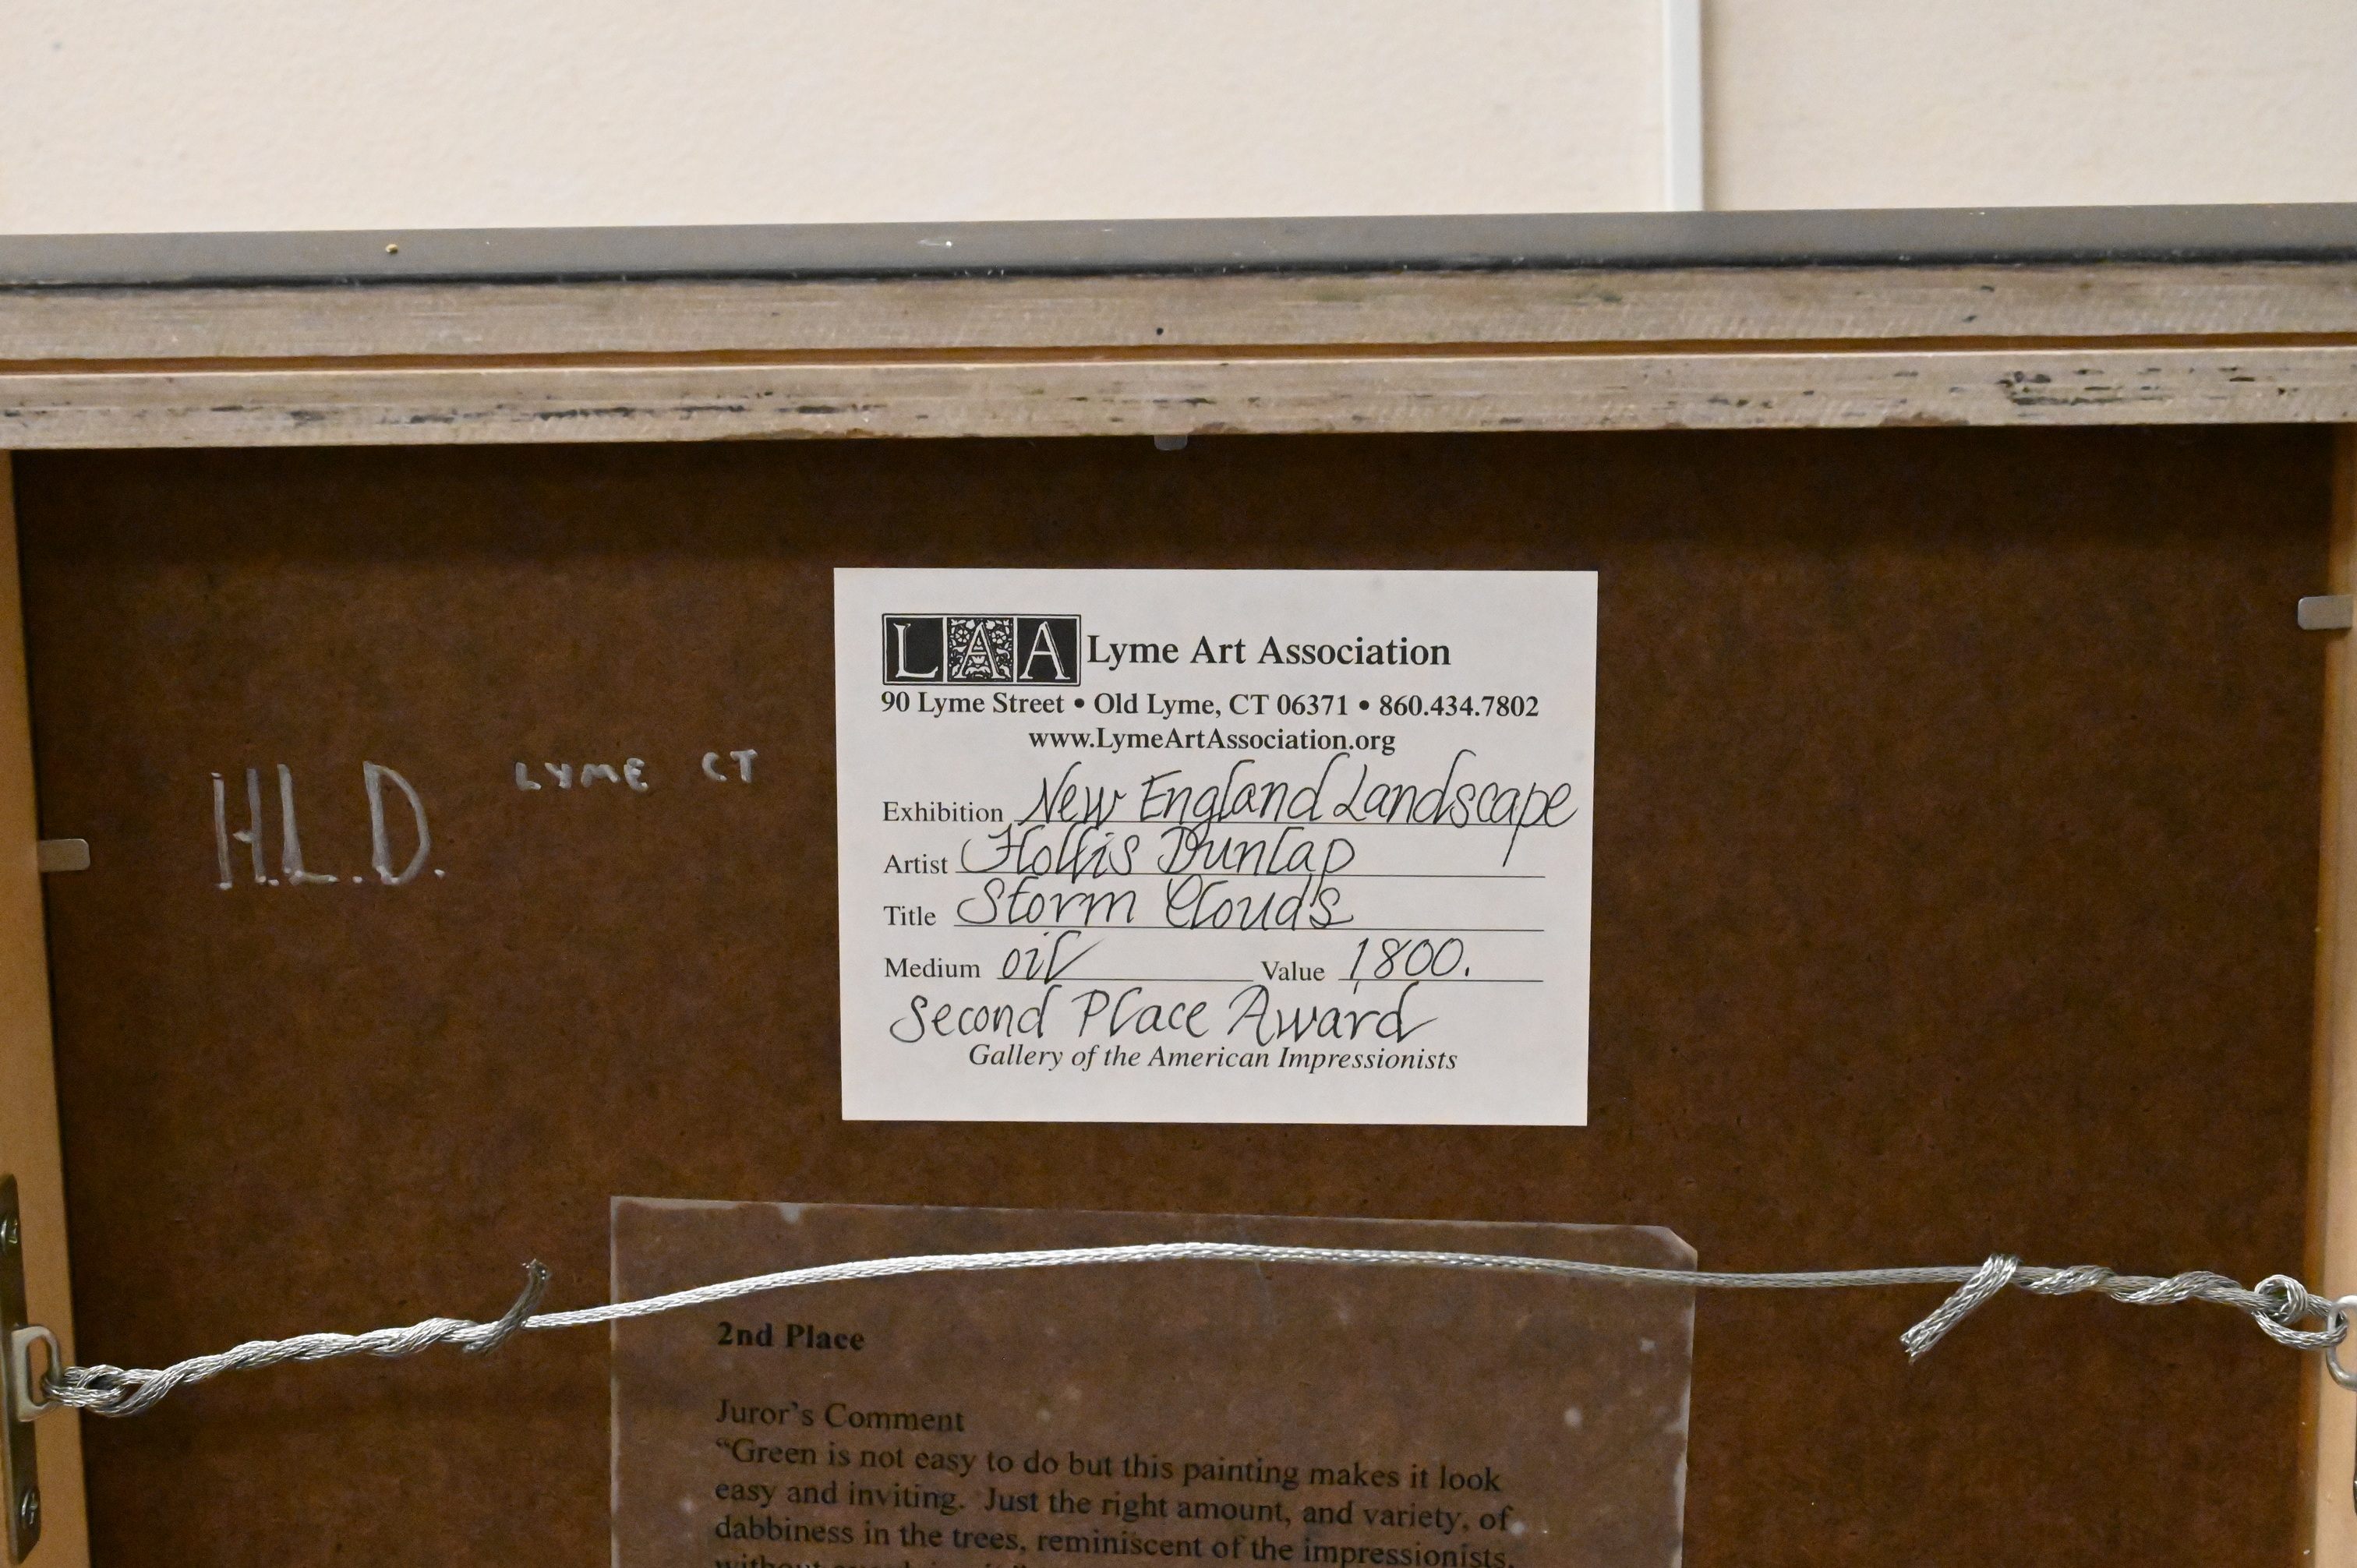 LAA Lyme Art Association
90 Lyme Street • Old Lyme, CT 06371 • 860.434.7802
www.LymeArtAssociation.org
Exhibition New England Landscape
Artist Hollis Dunlap
Title Storm Clouds
Medium oil Value 1,800.
Second Place Award
Gallery of the American Impressionists
H.L.D. LYME CT
2nd Place
Juror's Comment
"Green is not easy to do but this painting makes it look
easy and inviting. Just the right amount, and variety, of
dabbiness in the trees, reminiscent of the impressionists,
without